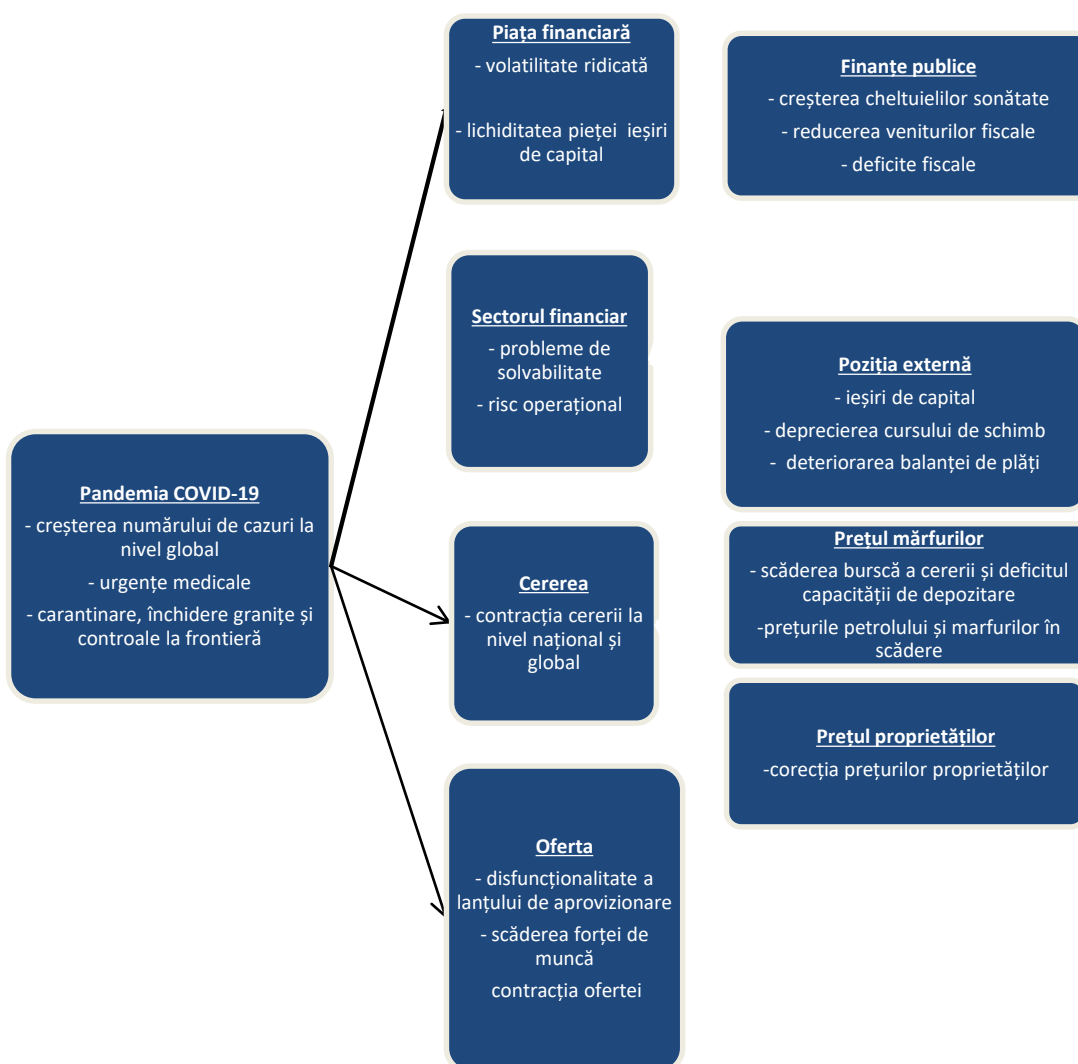 Piața financiară
- volatilitate ridicată
- lichiditatea pieței ieșiri
de capital
Finanțe publice
- creșterea cheltuielilor sonătate
- reducerea veniturilor fiscale
- deficite fiscale
Sectorul financiar
- probleme de
solvabilitate
- risc operațional
Poziția externă
- ieșiri de capital
- deprecierea cursului de schimb
- deteriorarea balanței de plăți
Pandemia COVID-19
- creșterea numărului de cazuri la
nivel global
- urgențe medicale
- carantinare, închidere granițe și
controale la frontieră
Cererea
- contracția cererii la
nivel național și
global
Prețul mărfurilor
- scăderea burscă a cererii și deficitul
capacității de depozitare
-prețurile petrolului și marfurilor în
scădere
Prețul proprietăților
-corecția prețurilor proprietăților
Oferta
- disfuncționalitate a
lanțului de aprovizionare
- scăderea forței de
muncă
contracția ofertei